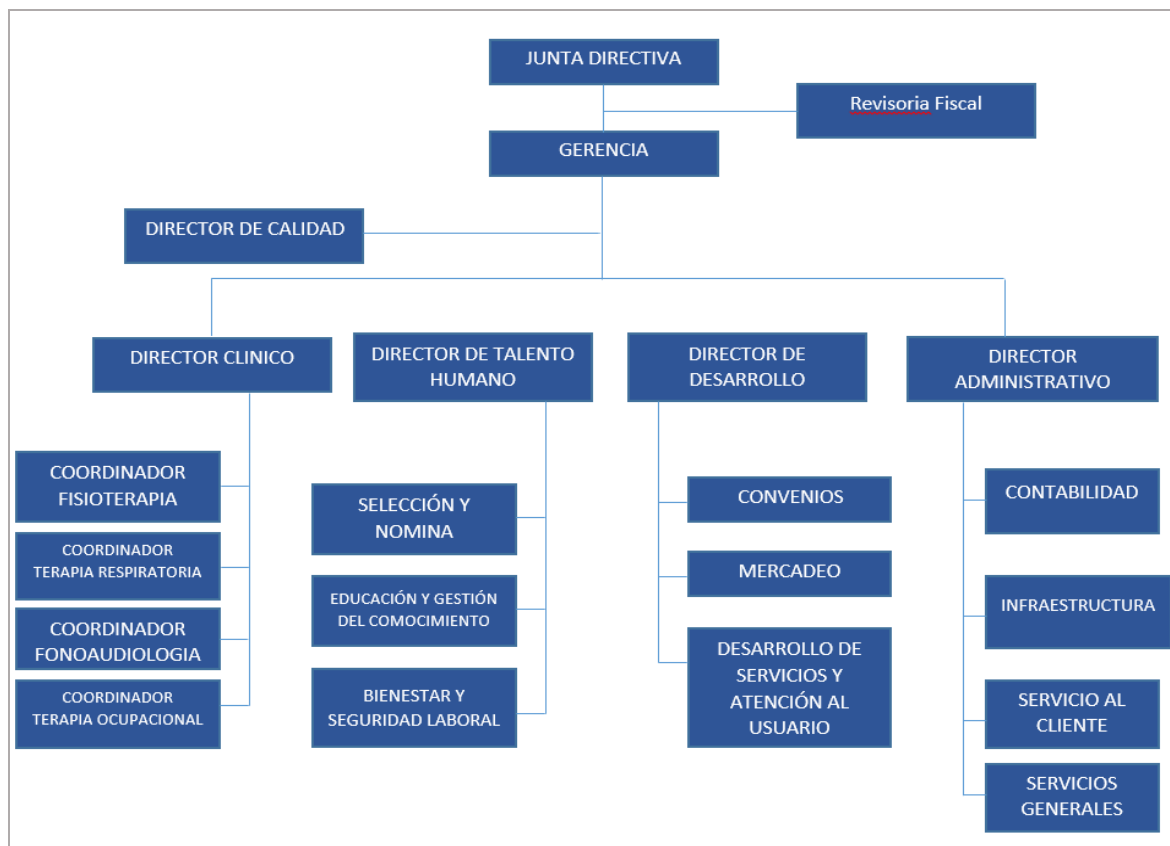 JUNTA DIRECTIVA
Revisoria Fiscal
GERENCIA
DIRECTOR DE CALIDAD
DIRECTOR CLINICO
DIRECTOR DE TALENTO
HUMANO
DIRECTOR DE
DESARROLLO
DIRECTOR
ADMINISTRATIVO
COORDINADOR
FISIOTERAPIA
COORDINADOR
TERAPIA RESPIRATORIA
COORDINADOR
FONOAUDIOLOGIA
COORDINADOR
TERAPIA OCUPACIONAL
SELECCIÓN Y
NOMINA
EDUCACIÓN Y GESTIÓN
DEL COMOCIMIENTO
BIENESTAR Y
SEGURIDAD LABORAL
CONVENIOS
MERCADEO
DESARROLLO DE
SERVICIOS Y
ATENCIÓN AL
USUARIO
CONTABILIDAD
INFRAESTRUCTURA
SERVICIO AL
CLIENTE
SERVICIOS
GENERALES